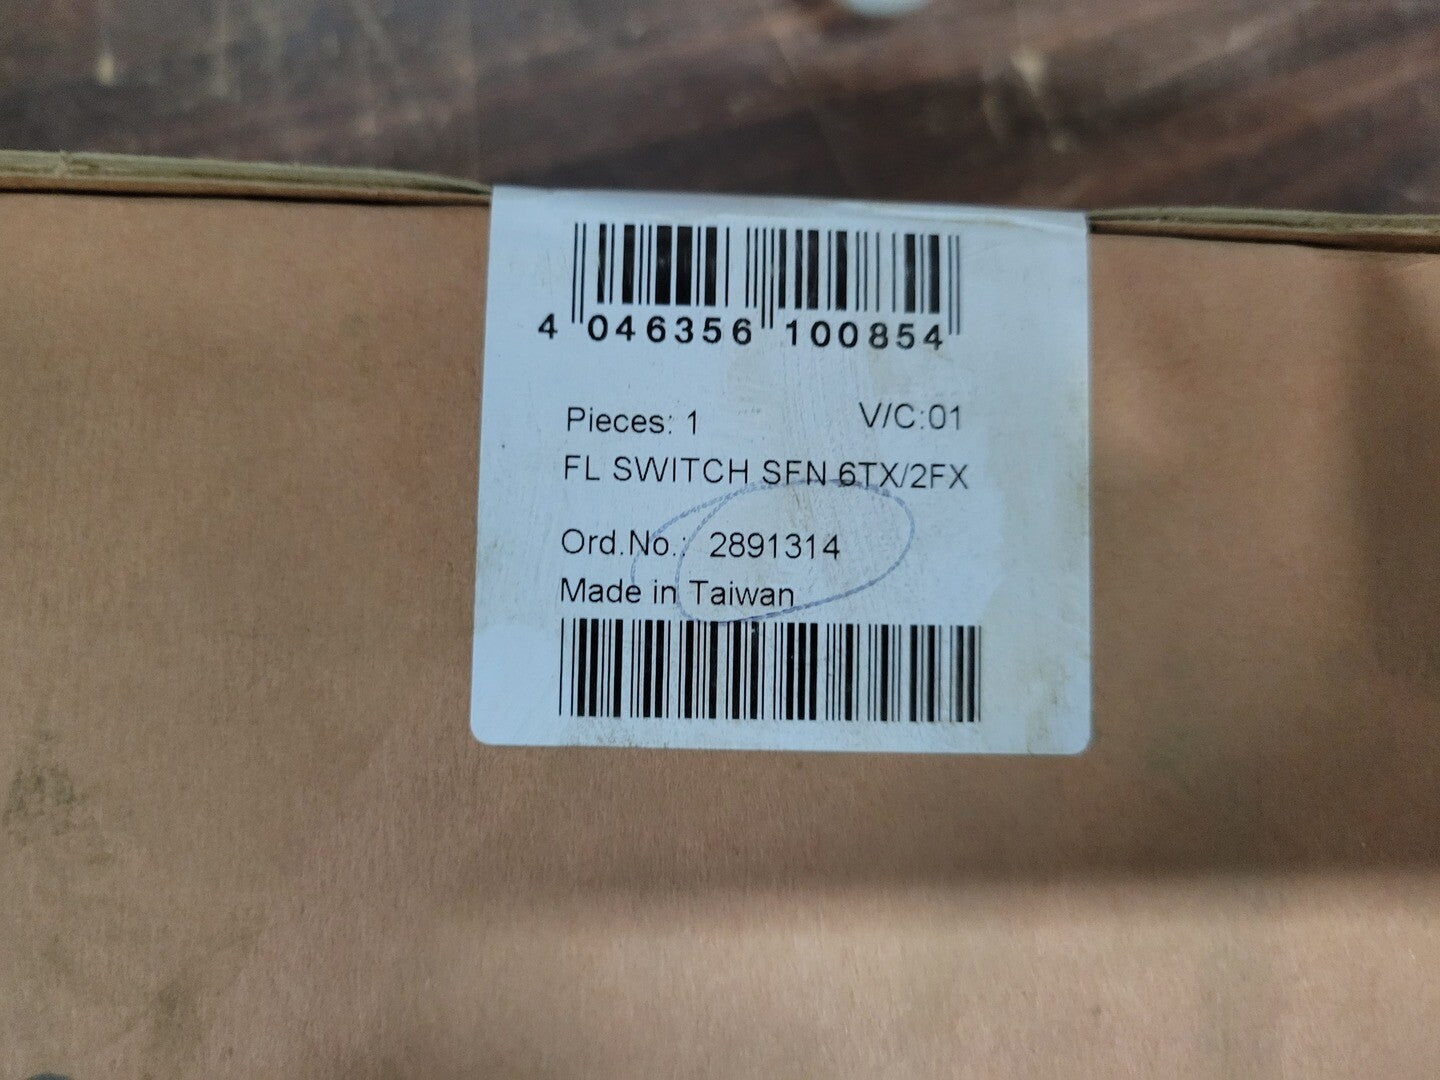 4 046356 100854
Pieces: 1 V/C:01
FL SWITCH SFN 6TX/2FX
Ord.No.: 2891314
Made in Taiwan